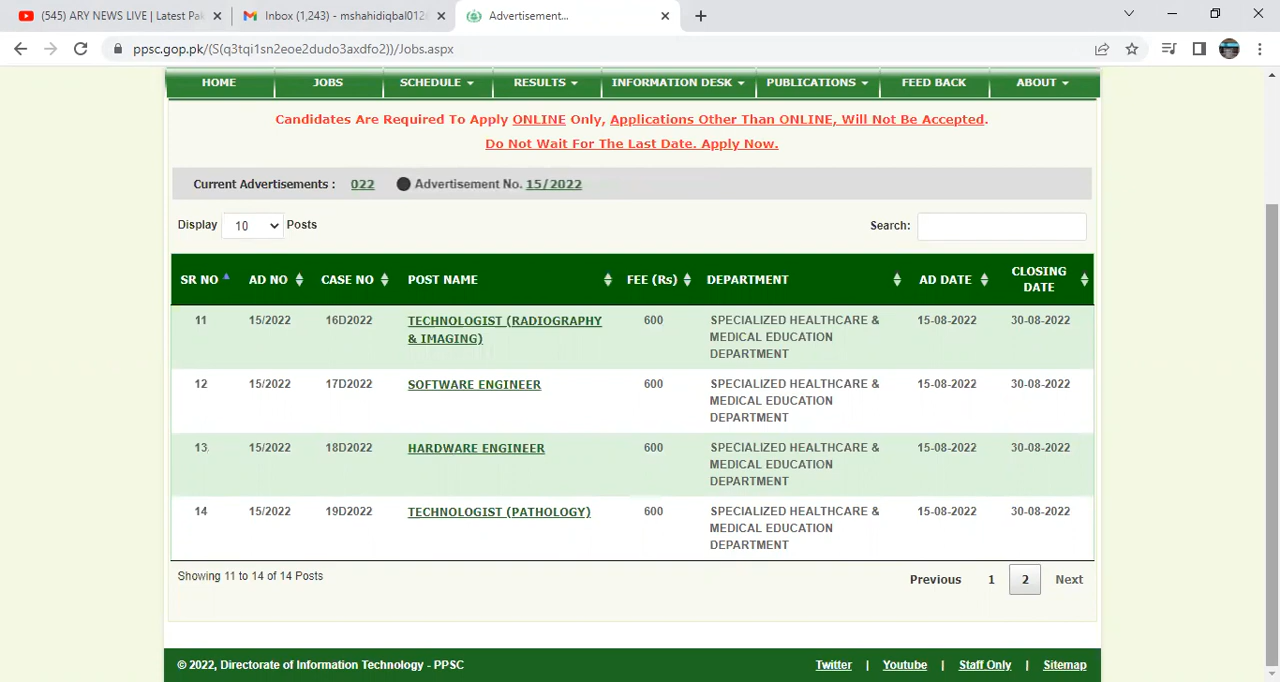 (545) ARY NEWS LIVE | Latest Pak
Inbox (1,243) - mshahidiqbal012
Advertisement...
ppsc.gop.pk/(S(q3tqi1sn2eoe2dudo3axdfo2))/Jobs.aspx
HOME JOBS SCHEDULE RESULTS INFORMATION DESK PUBLICATIONS FEED BACK ABOUT
Candidates Are Required To Apply ONLINE Only, Applications Other Than ONLINE, Will Not Be Accepted.
Do Not Wait For The Last Date. Apply Now.
Current Advertisements : 022 Advertisement No. 15/2022
Display 10 Posts Search:
SR NO AD NO CASE NO POST NAME FEE (Rs) DEPARTMENT AD DATE CLOSING DATE
11 15/2022 16D2022 TECHNOLOGIST (RADIOGRAPHY 600 SPECIALIZED HEALTHCARE & 15-08-2022 30-08-2022
& IMAGING) MEDICAL EDUCATION
DEPARTMENT
12 15/2022 17D2022 SOFTWARE ENGINEER 600 SPECIALIZED HEALTHCARE & 15-08-2022 30-08-2022
MEDICAL EDUCATION
DEPARTMENT
13 15/2022 18D2022 HARDWARE ENGINEER 600 SPECIALIZED HEALTHCARE & 15-08-2022 30-08-2022
MEDICAL EDUCATION
DEPARTMENT
14 15/2022 19D2022 TECHNOLOGIST (PATHOLOGY) 600 SPECIALIZED HEALTHCARE & 15-08-2022 30-08-2022
MEDICAL EDUCATION
DEPARTMENT
Showing 11 to 14 of 14 Posts
Previous 1 2 Next
© 2022, Directorate of Information Technology - PPSC Twitter | Youtube | Staff Only | Sitemap